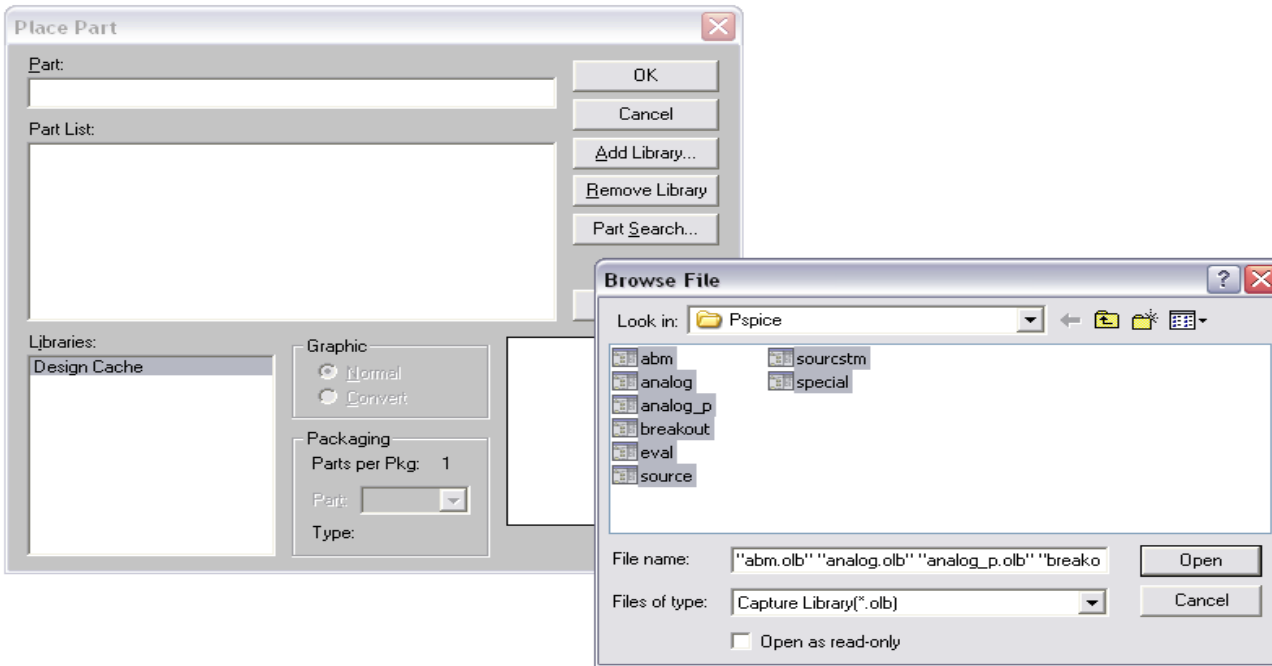 Place Part
Part:
OK
Cancel
Part List:
Add Library...
Remove Library
Part Search...
Libraries:
Design Cache
Graphic
Normal
Convert
Packaging
Parts per Pkg: 1
Part:
Type:
Browse File
Look in: Pspice
abm sourcstm
analog special
analog_p
breakout
eval
source
File name: "abm.olb" "analog.olb" "analog_p.olb" "breako Open
Files of type: Capture Library(*.olb) Cancel
Open as read-only